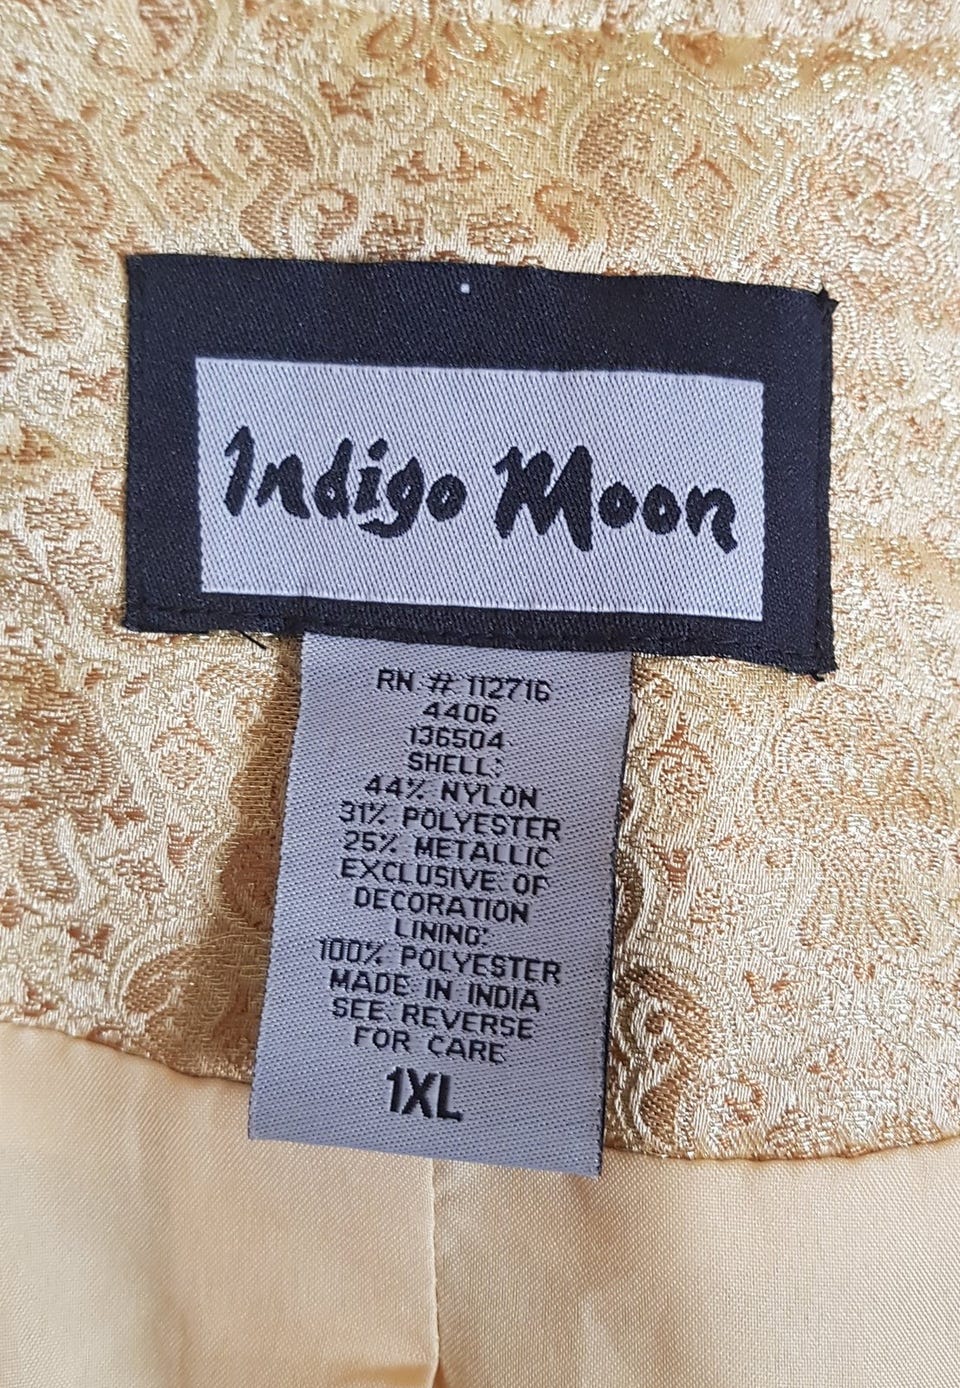 Indigo Moon
RN # 112716
4406
136504
SHELL:
44% NYLON
31% POLYESTER
25% METALLIC
EXCLUSIVE OF
DECORATION
LINING:
100% POLYESTER
MADE IN INDIA
SEE REVERSE
FOR CARE
1XL